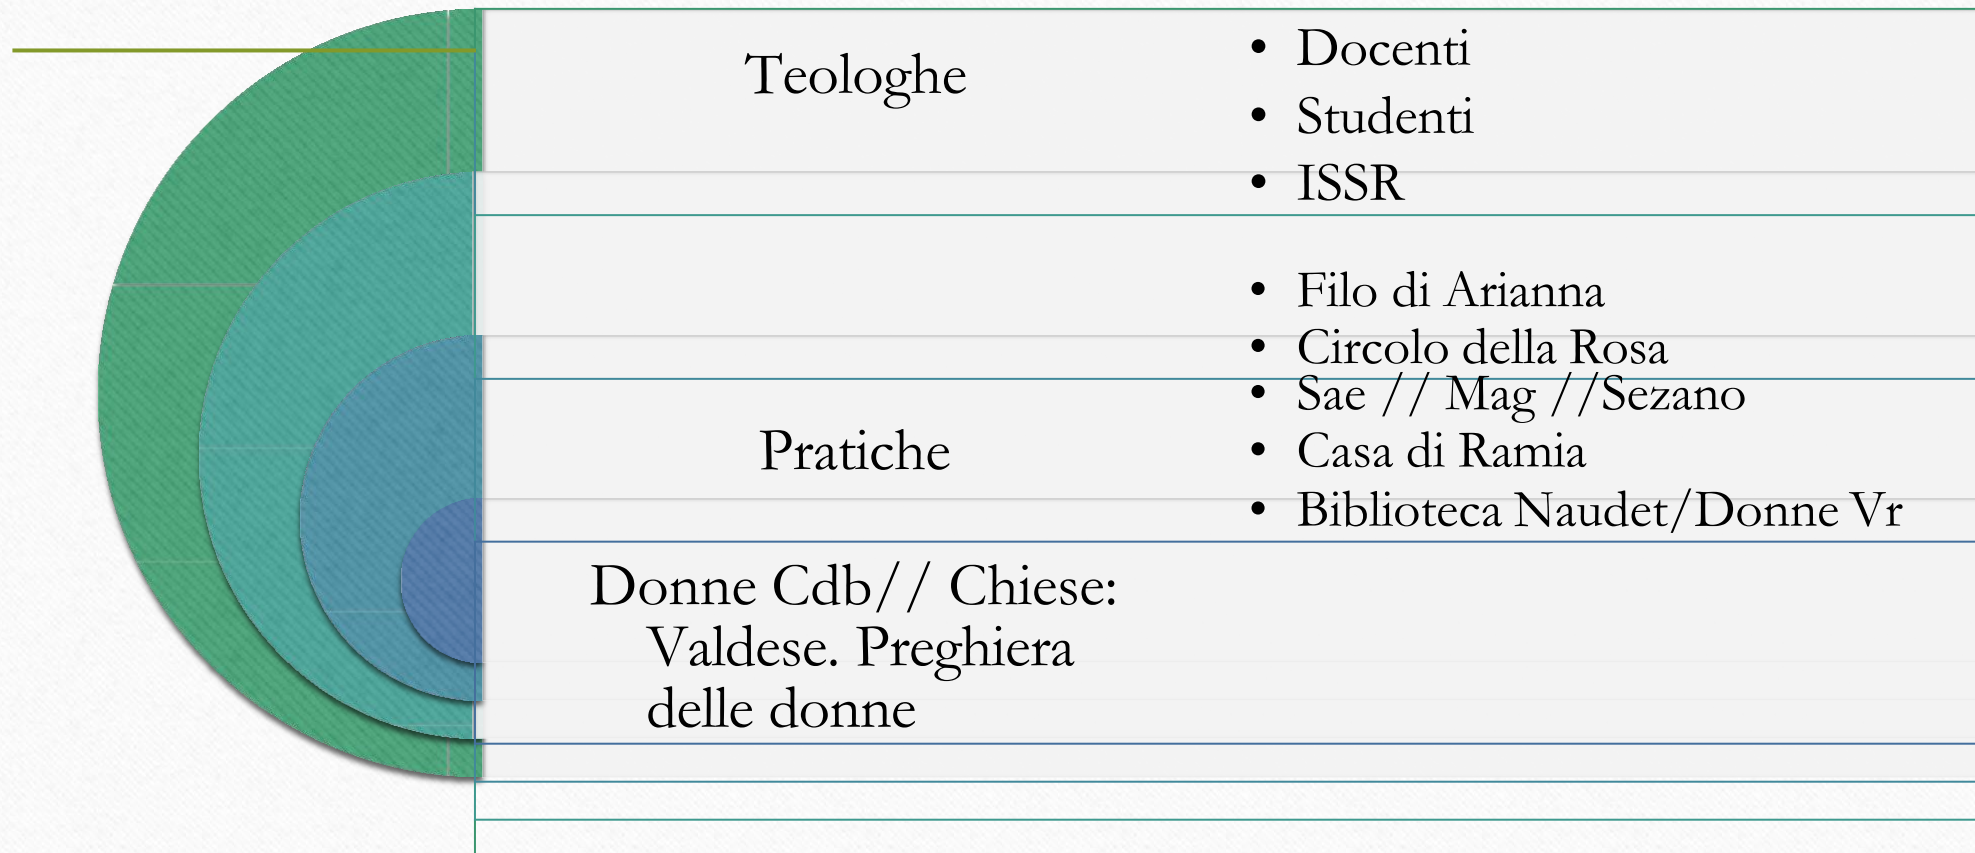 Teologhe
• Docenti
• Studenti
• ISSR
Pratiche
• Filo di Arianna
• Circolo della Rosa
• Sae // Mag //Sezano
• Casa di Ramia
• Biblioteca Naudet/Donne Vr
Donne Cdb// Chiese:
Valdese. Preghiera
delle donne